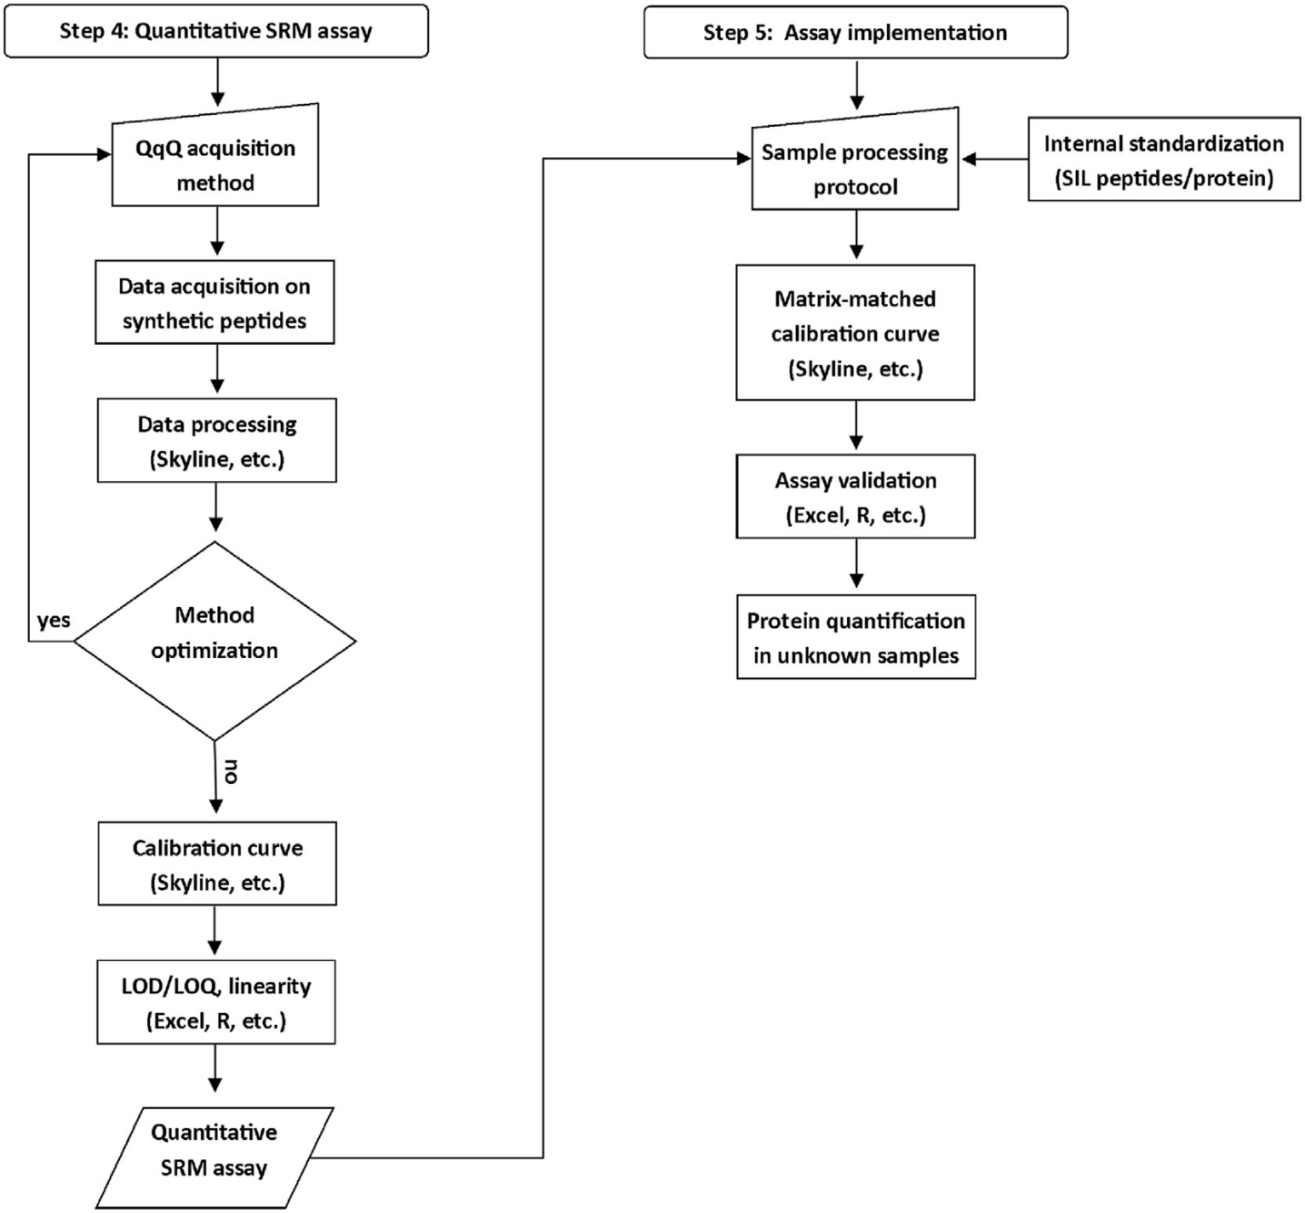 Step 4: Quantitative SRM assay
QqQ acquisition
method
Data acquisition on
synthetic peptides
Data processing
(Skyline, etc.)
Method
optimization
yes
no
Calibration curve
(Skyline, etc.)
LOD/LOQ, linearity
(Excel, R, etc.)
Quantitative
SRM assay
Step 5: Assay implementation
Sample processing
protocol
Internal standardization
(SIL peptides/protein)
Matrix-matched
calibration curve
(Skyline, etc.)
Assay validation
(Excel, R, etc.)
Protein quantification
in unknown samples